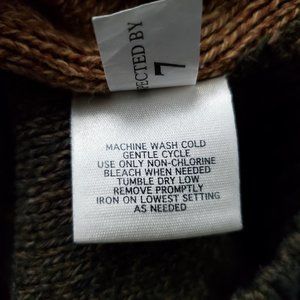 PECTED BY
7
MACHINE WASH COLD
GENTLE CYCLE
USE ONLY NON-CHLORINE
BLEACH WHEN NEEDED
TUMBLE DRY LOW
REMOVE PROMPTLY
IRON ON LOWEST SETTING
AS NEEDED